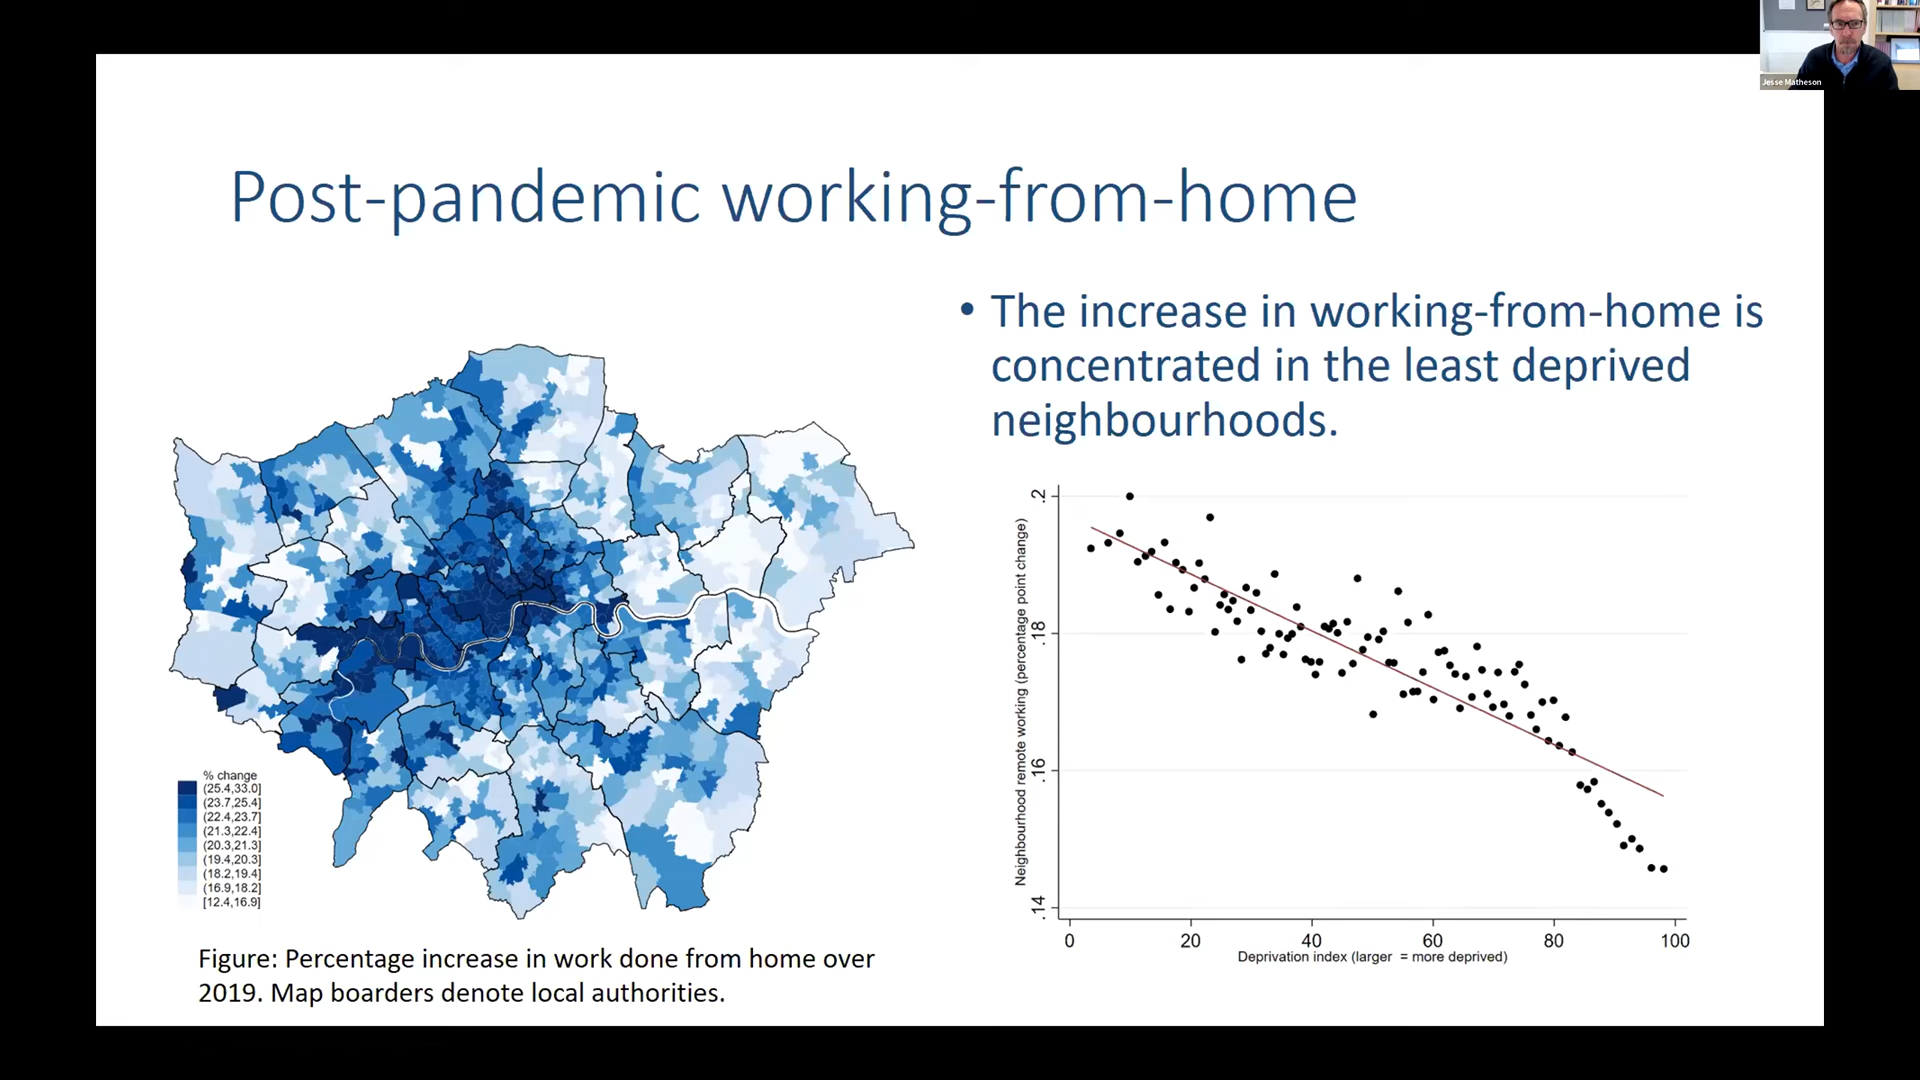 Jesse Matheson
Post-pandemic working-from-home
• The increase in working-from-home is
concentrated in the least deprived
neighbourhoods.
% change
(25.4,33.0]
(23.7,25.4]
(22.4,23.7]
(21.3,22.4]
(20.3,21.3]
(19.4,20.3]
(18.2,19.4]
(16.9,18.2]
[12.4,16.9]
Figure: Percentage increase in work done from home over
2019. Map boarders denote local authorities.
Neighbourhood remote working (percentage point change)
.2
.18
.16
.14
0 20 40 60 80 100
Deprivation index (larger = more deprived)